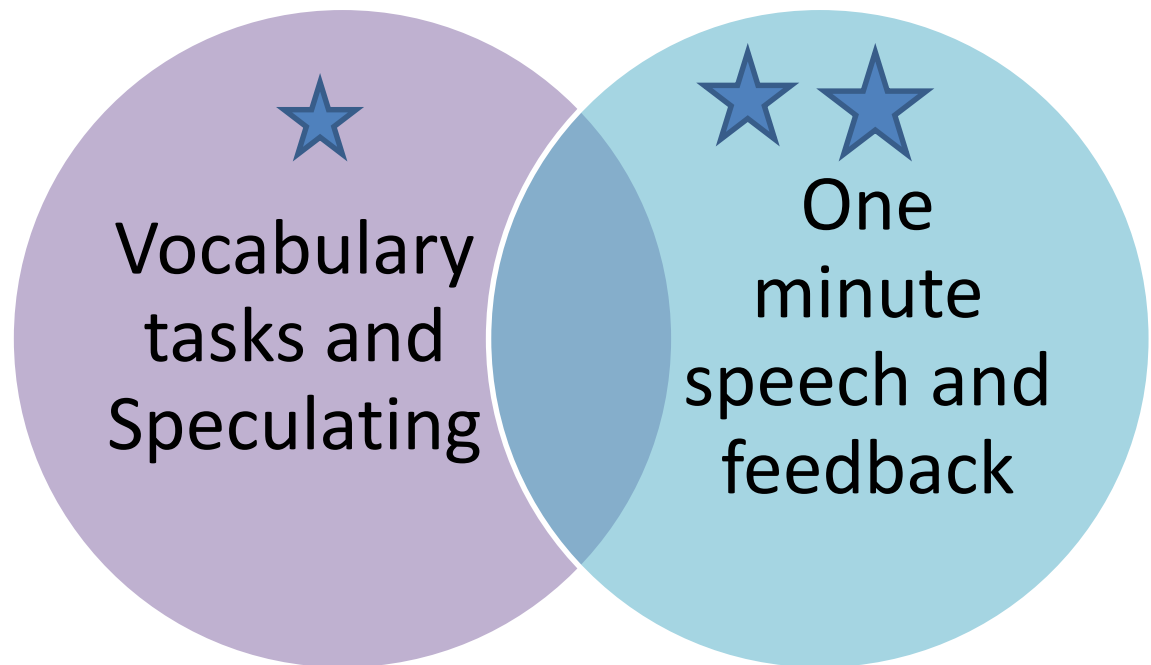 Vocabulary
tasks and
Speculating
One
minute
speech and
feedback